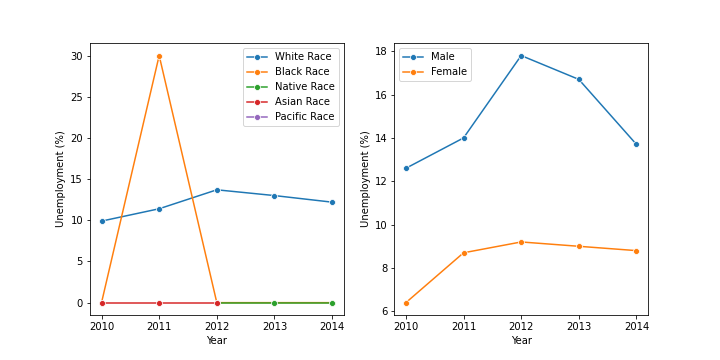 30
25
20
15
10
5
0
Unemployment (%)
2010 2011 2012 2013 2014
Year
White Race
Black Race
Native Race
Asian Race
Pacific Race
18
16
14
12
10
8
6
Unemployment (%)
2010 2011 2012 2013 2014
Year
Male
Female